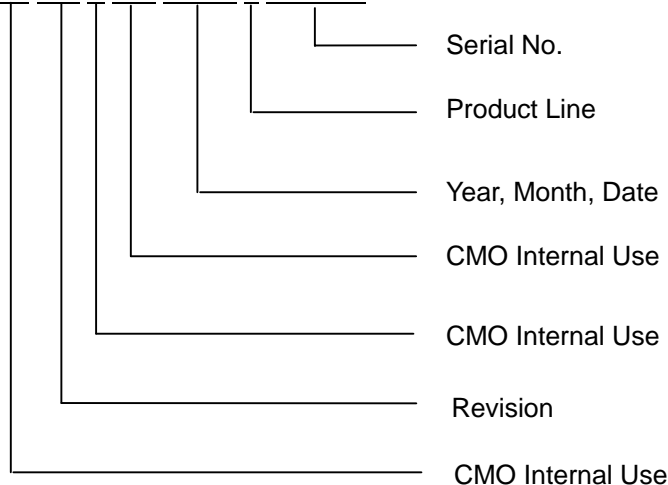 Serial No.
Product Line
Year, Month, Date
CMO Internal Use
CMO Internal Use
Revision
CMO Internal Use